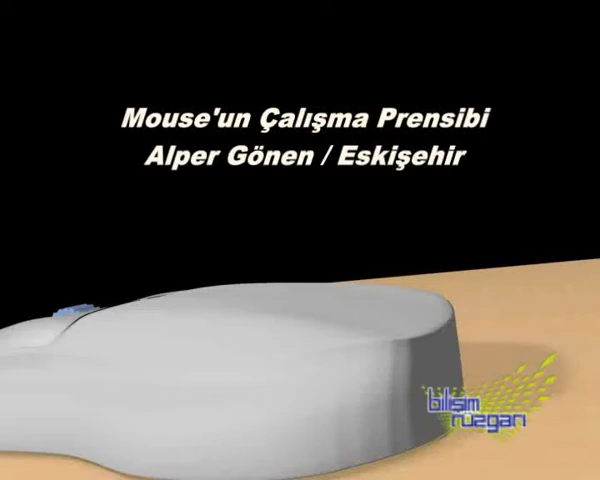 Mouse'un Çalışma Prensibi
Alper Gönen / Eskişehir
bilişim
rüzgarı